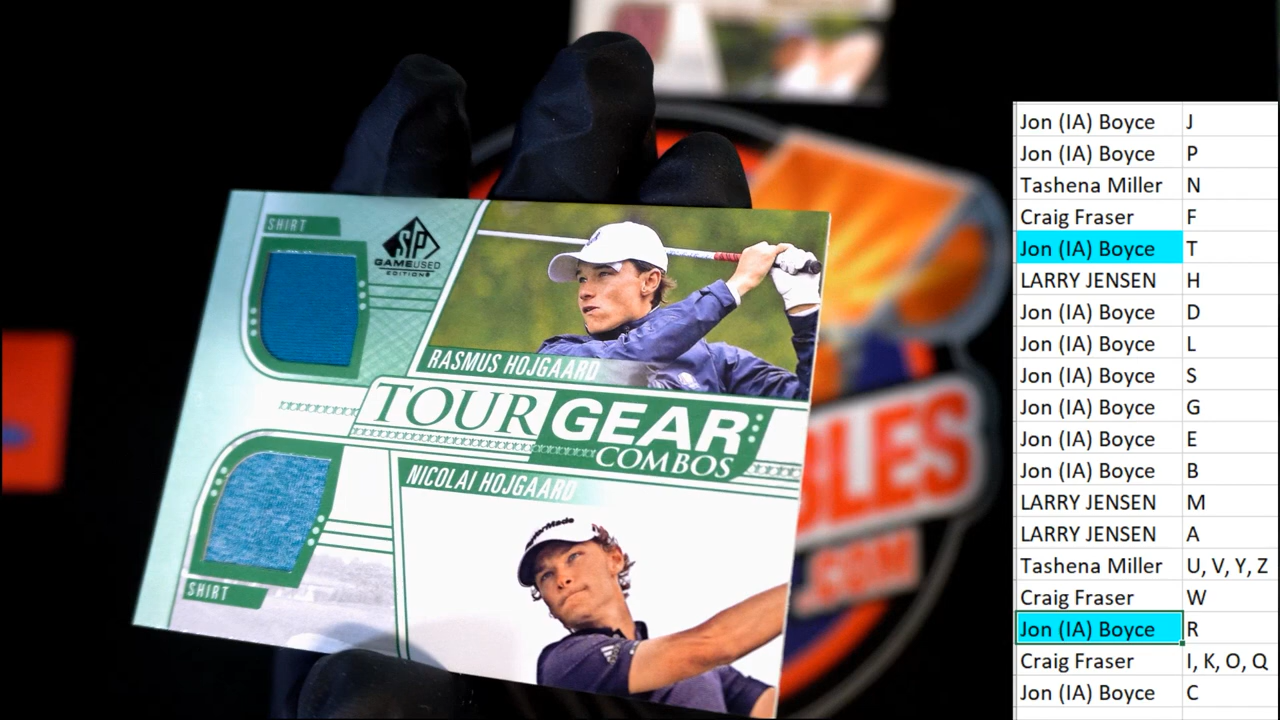 SHIRT
SP
GAMEUSED
EDITION
RASMUS HOJGAARD
TOUR GEAR
COMBOS
NICOLAI HOJGAARD
TaylorMade
SHIRT
BLES
.COM
Jon (IA) Boyce J
Jon (IA) Boyce P
Tashena Miller N
Craig Fraser F
Jon (IA) Boyce T
LARRY JENSEN H
Jon (IA) Boyce D
Jon (IA) Boyce L
Jon (IA) Boyce S
Jon (IA) Boyce G
Jon (IA) Boyce E
Jon (IA) Boyce B
LARRY JENSEN M
LARRY JENSEN A
Tashena Miller U, V, Y, Z
Craig Fraser W
Jon (IA) Boyce R
Craig Fraser I, K, O, Q
Jon (IA) Boyce C